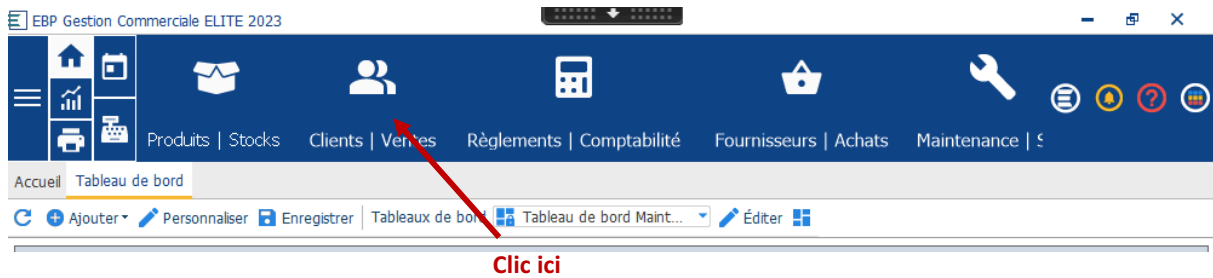 EBP Gestion Commerciale ELITE 2023
Produits | Stocks Clients | Ventes Règlements | Comptabilité Fournisseurs | Achats Maintenance |
Accueil Tableau de bord
Ajouter Personnaliser Enregistrer Tableaux de bord Tableau de bord Maint... Éditer
Clic ici